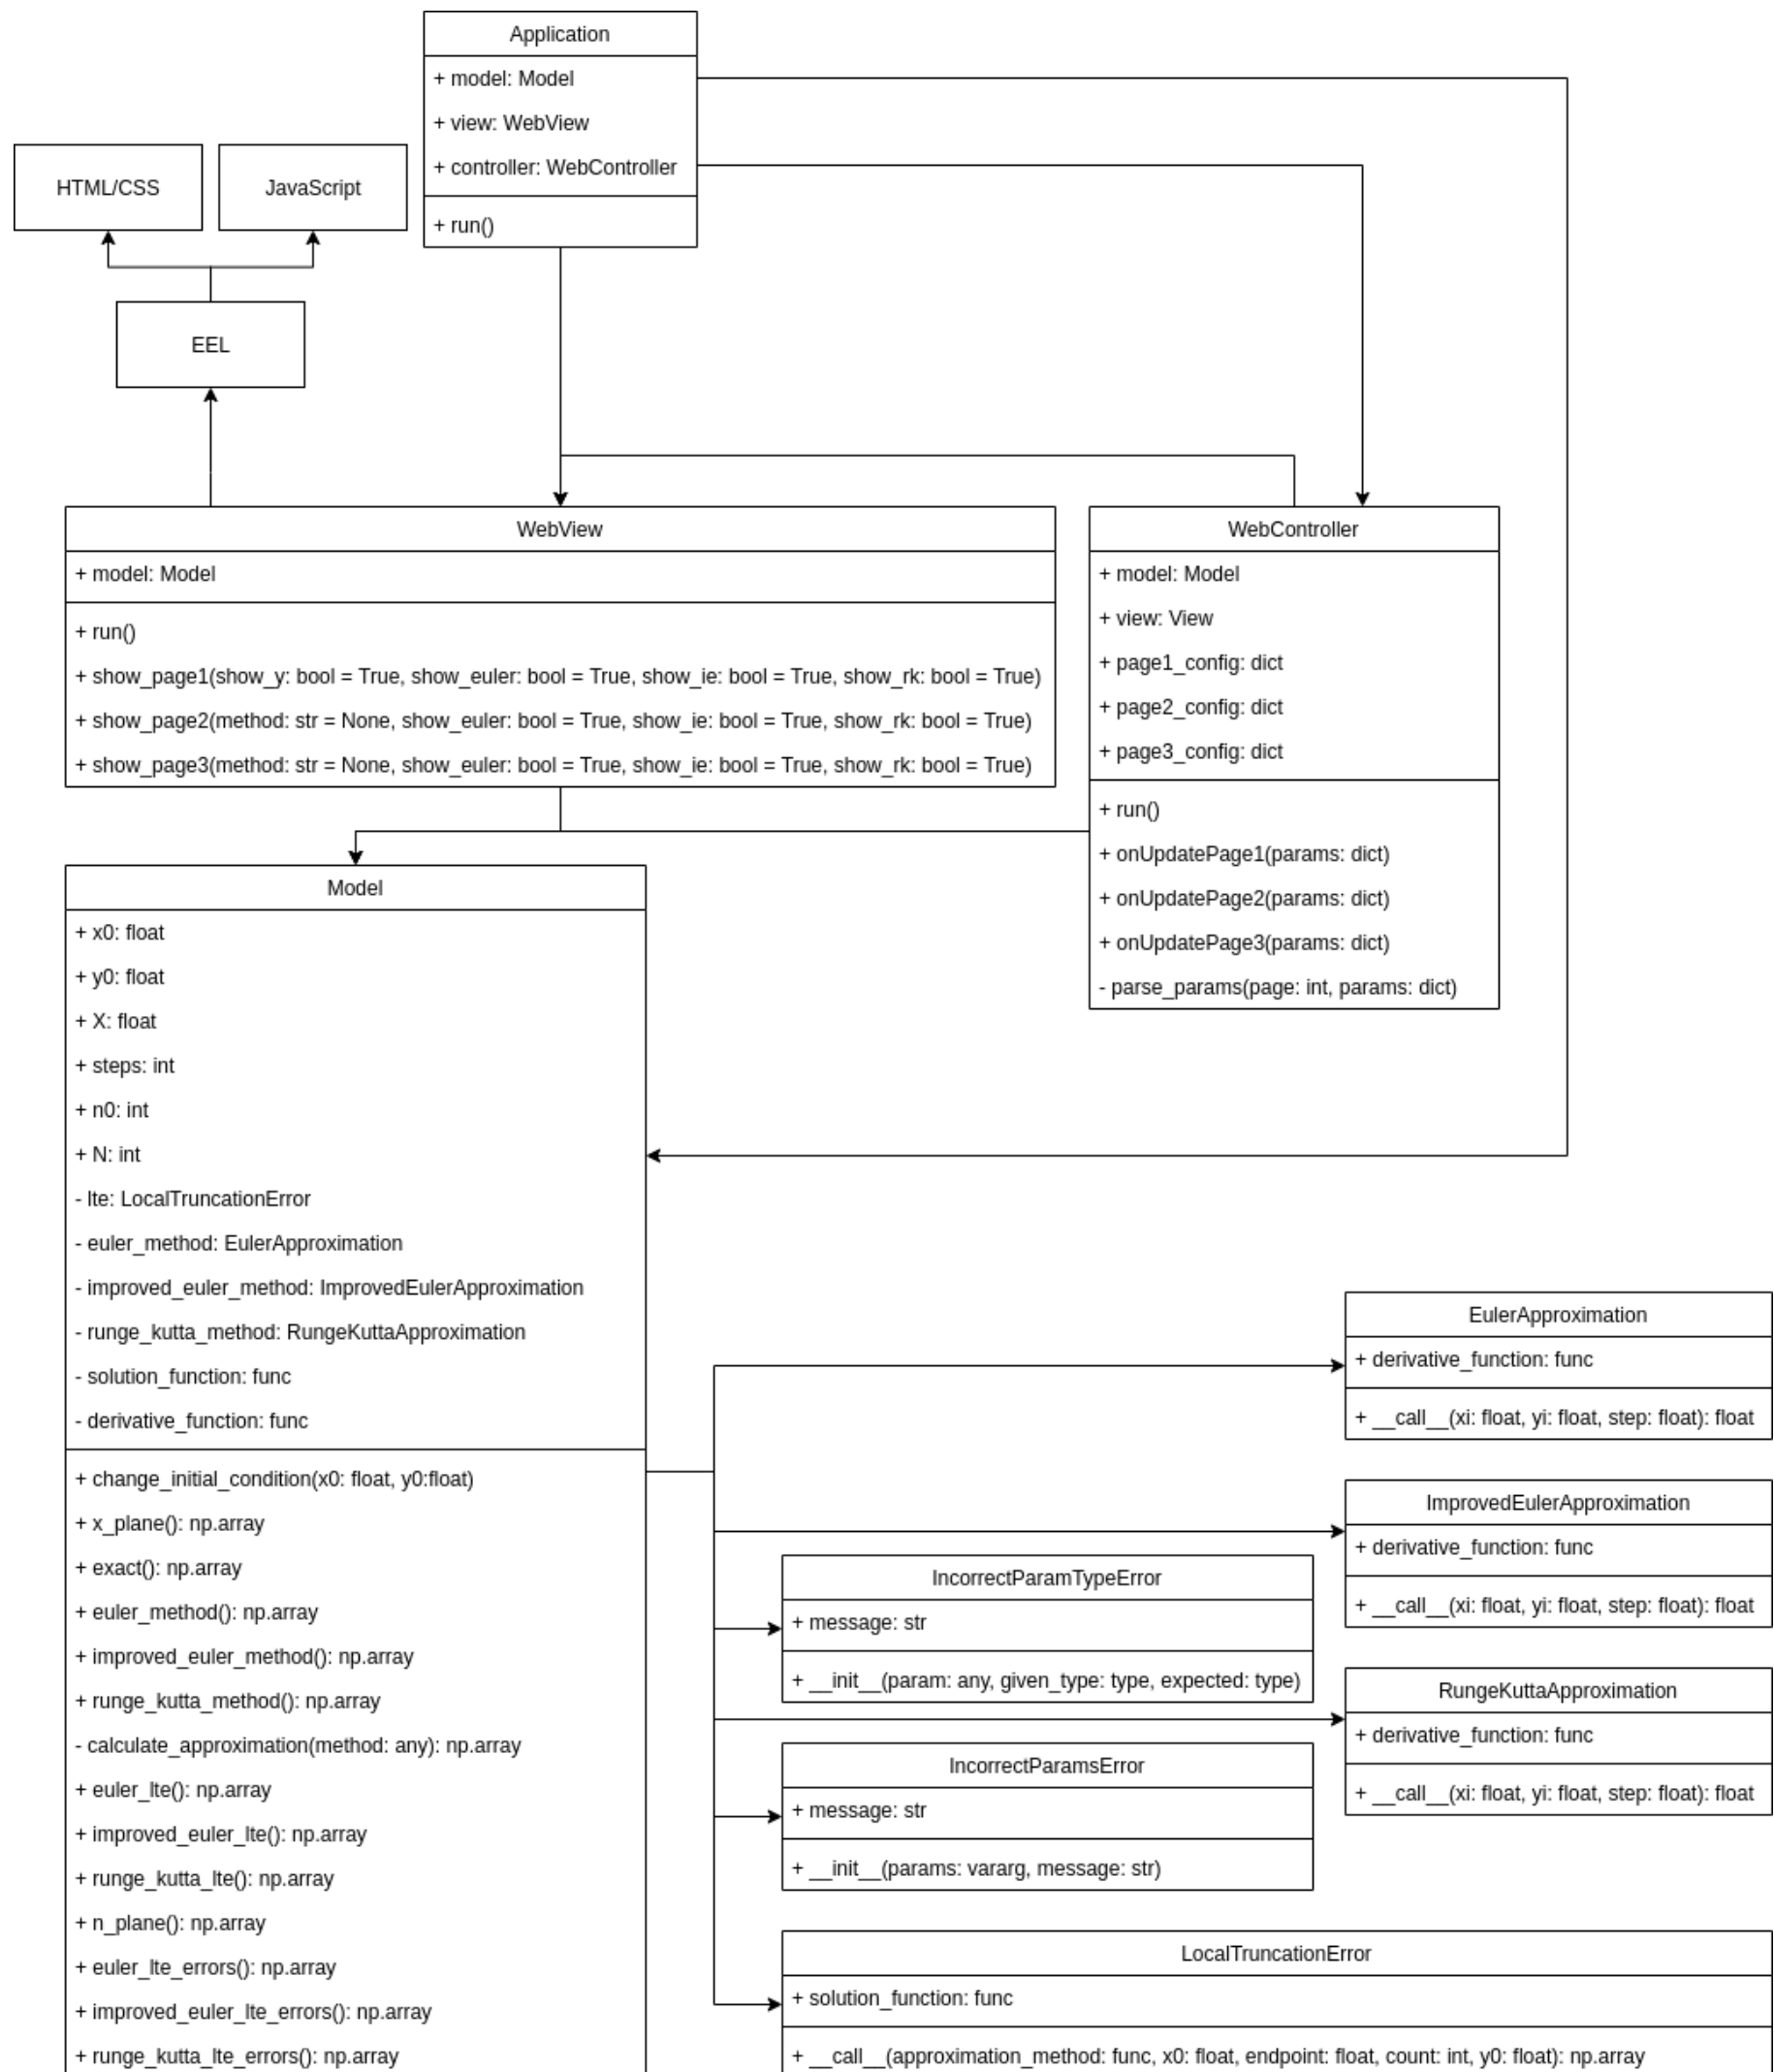 Application
+ model: Model
+ view: WebView
+ controller: WebController
+ run()
HTML/CSS
JavaScript
EEL
WebView
+ model: Model
+ run()
+ show_page1(show_y: bool = True, show_euler: bool = True, show_ie: bool = True, show_rk: bool = True)
+ show_page2(method: str = None, show_euler: bool = True, show_ie: bool = True, show_rk: bool = True)
+ show_page3(method: str = None, show_euler: bool = True, show_ie: bool = True, show_rk: bool = True)
WebController
+ model: Model
+ view: View
+ page1_config: dict
+ page2_config: dict
+ page3_config: dict
+ run()
+ onUpdatePage1(params: dict)
+ onUpdatePage2(params: dict)
+ onUpdatePage3(params: dict)
- parse_params(page: int, params: dict)
Model
+ x0: float
+ y0: float
+ X: float
+ steps: int
+ n0: int
+ N: int
- lte: LocalTruncationError
- euler_method: EulerApproximation
- improved_euler_method: ImprovedEulerApproximation
- runge_kutta_method: RungeKuttaApproximation
- solution_function: func
- derivative_function: func
+ change_initial_condition(x0: float, y0:float)
+ x_plane(): np.array
+ exact(): np.array
+ euler_method(): np.array
+ improved_euler_method(): np.array
+ runge_kutta_method(): np.array
- calculate_approximation(method: any): np.array
+ euler_lte(): np.array
+ improved_euler_lte(): np.array
+ runge_kutta_lte(): np.array
+ n_plane(): np.array
+ euler_lte_errors(): np.array
+ improved_euler_lte_errors(): np.array
+ runge_kutta_lte_errors(): np.array
EulerApproximation
+ derivative_function: func
+ __call__(xi: float, yi: float, step: float): float
ImprovedEulerApproximation
+ derivative_function: func
+ __call__(xi: float, yi: float, step: float): float
IncorrectParamTypeError
+ message: str
+ __init__(param: any, given_type: type, expected: type)
RungeKuttaApproximation
+ derivative_function: func
+ __call__(xi: float, yi: float, step: float): float
IncorrectParamsError
+ message: str
+ __init__(params: vararg, message: str)
LocalTruncationError
+ solution_function: func
+ __call__(approximation_method: func, x0: float, endpoint: float, count: int, y0: float): np.array